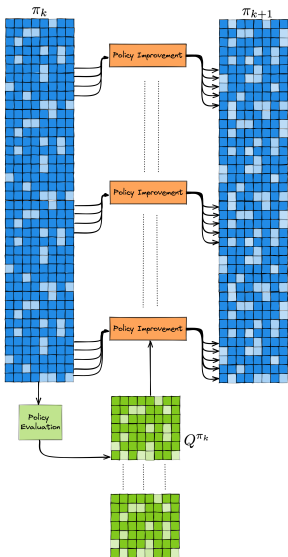 π_k
π_{k+1}
Policy Improvement
Policy Improvement
Policy Improvement
Policy
Evaluation
Q^{π_k}